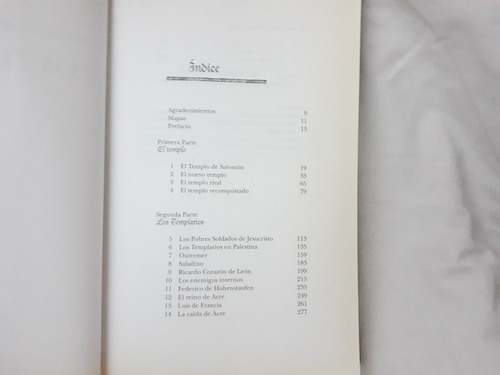 Índice
Agradecimientos 9
Mapas 11
Prefacio 13
Primera Parte
El templo
1 El Templo de Salomón 19
2 El nuevo templo 33
3 El templo rival 65
4 El templo reconquistado 79
Segunda Parte
Los Templarios
5 Los Pobres Soldados de Jesucristo 113
6 Los Templarios en Palestina 135
7 Outremer 159
8 Saladino 183
9 Ricardo Corazón de León 199
10 Los enemigos internos 215
11 Federico de Hohenstaufen 235
12 El reino de Acre 249
13 Luis de Francia 261
14 La caída de Acre 277